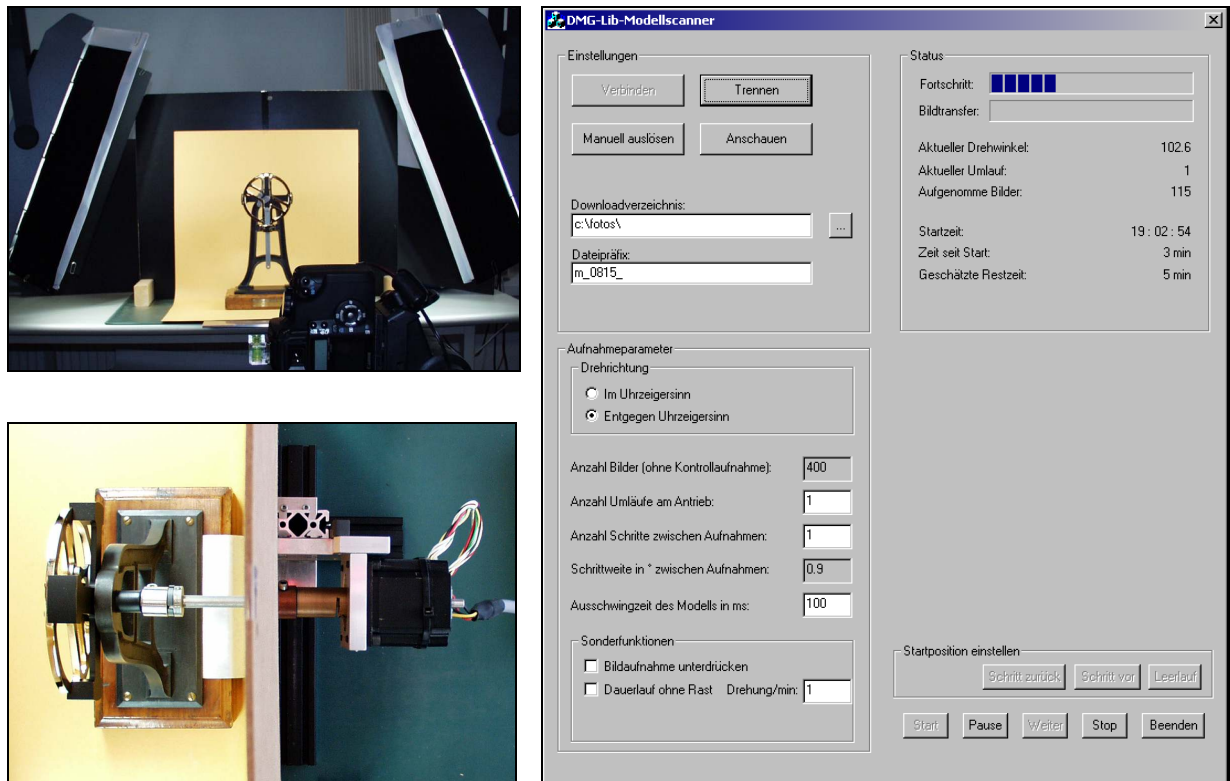 DMG-Lib-Modellscanner
Einstellungen
Verbinden
Trennen
Manuell auslösen
Anschauen
Downloadverzeichnis:
c:\fotos\
...
Dateipräfix:
m_0815_
Status
Fortschritt:
Bildtransfer:
Aktueller Drehwinkel: 102.6
Aktueller Umlauf: 1
Aufgenomme Bilder: 115
Startzeit: 19 : 02 : 54
Zeit seit Start: 3 min
Geschätzte Restzeit: 5 min
Aufnahmeparameter
Drehrichtung
Im Uhrzeigersinn
Entgegen Uhrzeigersinn
Anzahl Bilder (ohne Kontrollaufnahme): 400
Anzahl Umläufe am Antrieb: 1
Anzahl Schritte zwischen Aufnahmen: 1
Schrittweite in ° zwischen Aufnahmen: 0.9
Ausschwingzeit des Modells in ms: 100
Sonderfunktionen
Bildaufnahme unterdrücken
Dauerlauf ohne Rast Drehung/min: 1
Startposition einstellen
Schritt zurück
Schritt vor
Leerlauf
Start
Pause
Weiter
Stop
Beenden